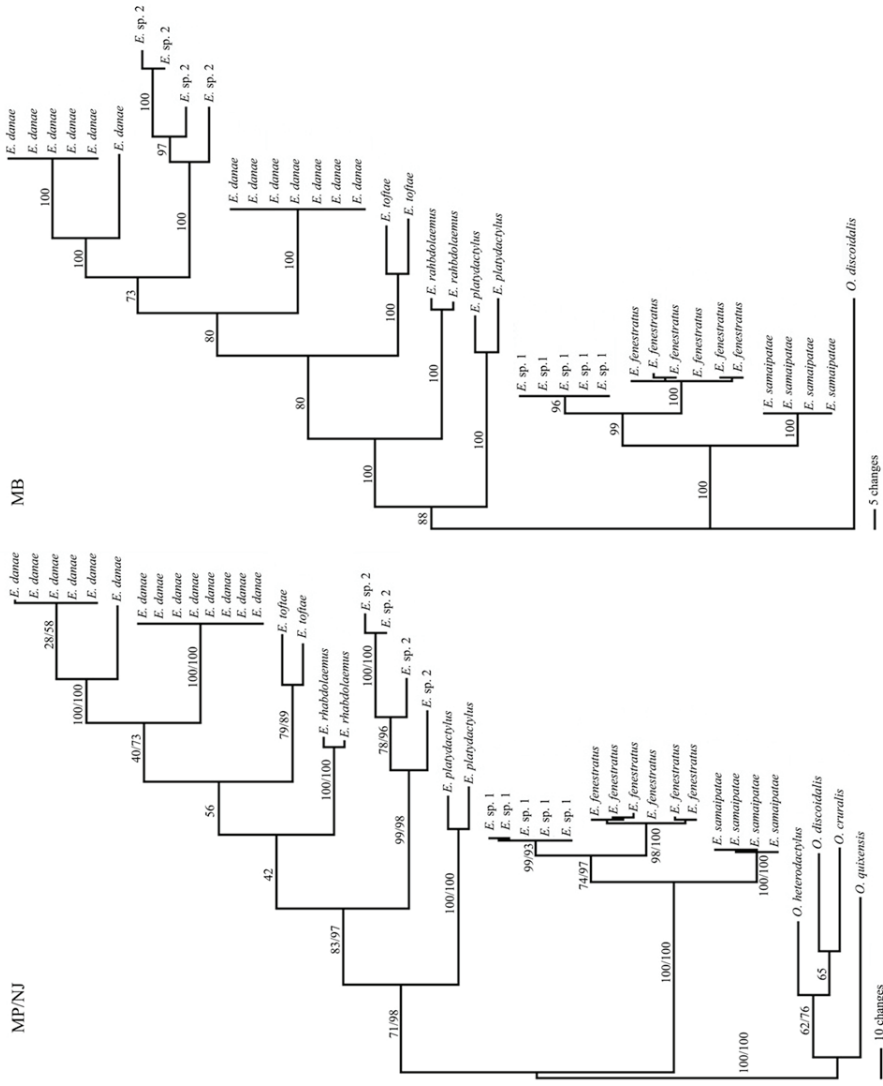 MP/NJ
E. danae
E. danae
E. danae
E. danae
E. danae
E. danae
28/58
100/100
E. danae
E. danae
E. danae
E. danae
E. danae
E. danae
E. danae
100/100
40/73
E. toftae
E. toftae
79/89
56
E. rhabdolaemus
E. rhabdolaemus
100/100
42
E. sp. 2
E. sp. 2
100/100
E. sp. 2
78/96
E. sp. 2
99/98
83/97
E. platydactylus
E. platydactylus
100/100
71/98
E. sp. 1
E. sp. 1
E. sp. 1
E. sp. 1
E. sp. 1
99/93
E. fenestratus
E. fenestratus
E. fenestratus
E. fenestratus
E. fenestratus
E. fenestratus
98/100
74/97
E. samaipatae
E. samaipatae
E. samaipatae
E. samaipatae
100/100
100/100
O. heterodactylus
O. discoidalis
O. cruralis
65
62/76
O. quixensis
100/100
10 changes
MB
E. danae
E. danae
E. danae
E. danae
E. danae
E. danae
100
100
E. sp. 2
E. sp. 2
100
E. sp. 2
97
E. sp. 2
100
73
E. danae
E. danae
E. danae
E. danae
E. danae
E. danae
E. danae
100
80
E. toftae
E. toftae
100
80
E. rahbdolaemus
E. rahbdolaemus
100
100
E. platydactylus
E. platydactylus
100
88
E. sp. 1
E. sp.1
E. sp. 1
E. sp. 1
E. sp. 1
96
E. fenestratus
E. fenestratus
E. fenestratus
E. fenestratus
E. fenestratus
E. fenestratus
100
99
E. samaipatae
E. samaipatae
E. samaipatae
E. samaipatae
100
100
O. discoidalis
5 changes